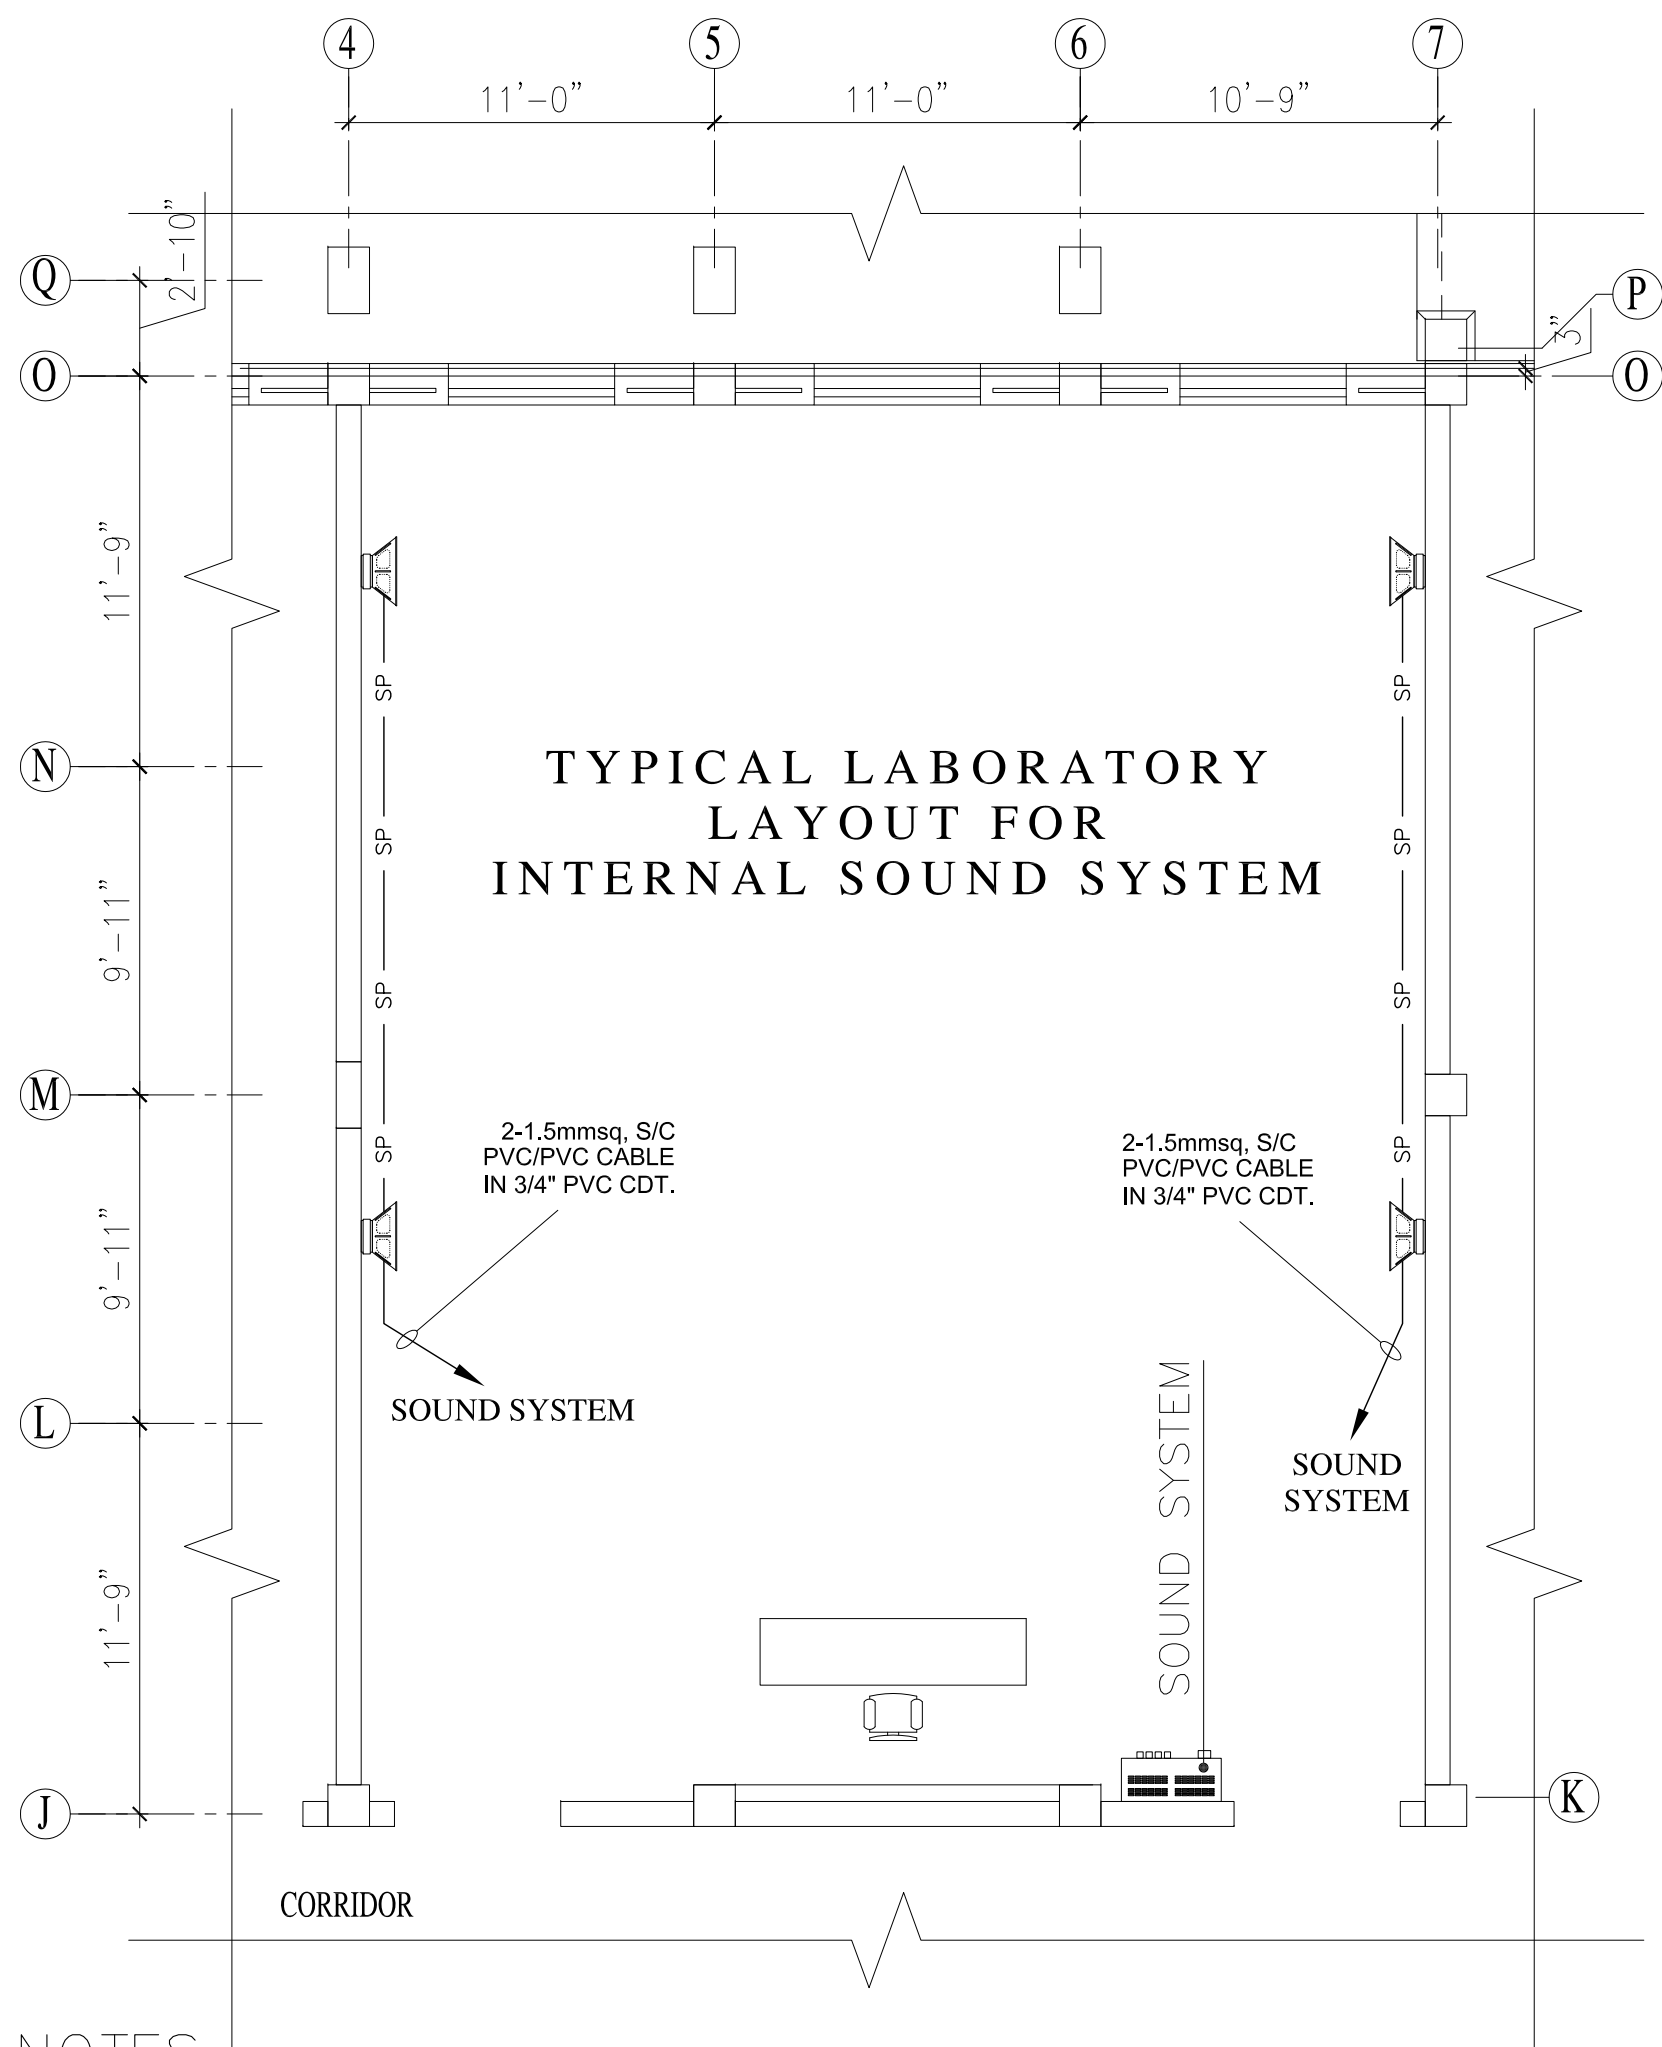 4
5
6
7
11'-0"
11'-0"
10'-9"
2'-10"
Q
P
3"
O
O
11'-9"
SP
SP
N
TYPICAL LABORATORY
LAYOUT FOR
INTERNAL SOUND SYSTEM
SP
SP
9'-11"
SP
SP
M
2-1.5mmsq, S/C
PVC/PVC CABLE
IN 3/4" PVC CDT.
2-1.5mmsq, S/C
PVC/PVC CABLE
IN 3/4" PVC CDT.
SP
SP
9'-11"
SOUND SYSTEM
L
SOUND
SYSTEM
SOUND SYSTEM
11'-9"
J
K
CORRIDOR
NOTES